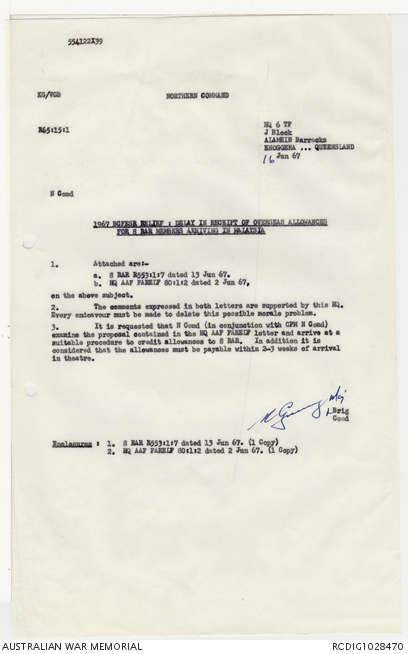 554122X99
KG/VGB
NORTHERN COMMAND
R65:15:1
HQ 6 TF
J Block
ALAMEIN Barracks
ENOGGERA ... QUEENSLAND
16 Jun 67
N Comd
1967 BGFESR RELIEF : DELAY IN RECEIPT OF OVERSEAS ALLOWANCES
FOR 8 RAR MEMBERS ARRIVING IN MALAYSIA
1. Attached are:-
a. 8 RAR R553:1:7 dated 13 Jun 67.
b. HQ AAF FARELF 80:1:2 dated 2 Jun 67,
on the above subject.
2. The comments expressed in both letters are supported by this HQ.
Every endeavour must be made to delete this possible morale problem.
3. It is requested that N Comd (in conjunction with CPM N Comd)
examine the proposal contained in the HQ AAF FARELF letter and arrive at a
suitable procedure to credit allowances to 8 RAR. In addition it is
considered that the allowances must be payable within 2-3 weeks of arrival
in theatre.
Maj
Brig
Comd
Enclosures : 1. 8 RAR R553:1:7 dated 13 Jun 67. (1 Copy)
2. HQ AAF FARELF 80:1:2 dated 2 Jun 67. (1 Copy)
AUSTRALIAN WAR MEMORIAL
RCDIG1028470